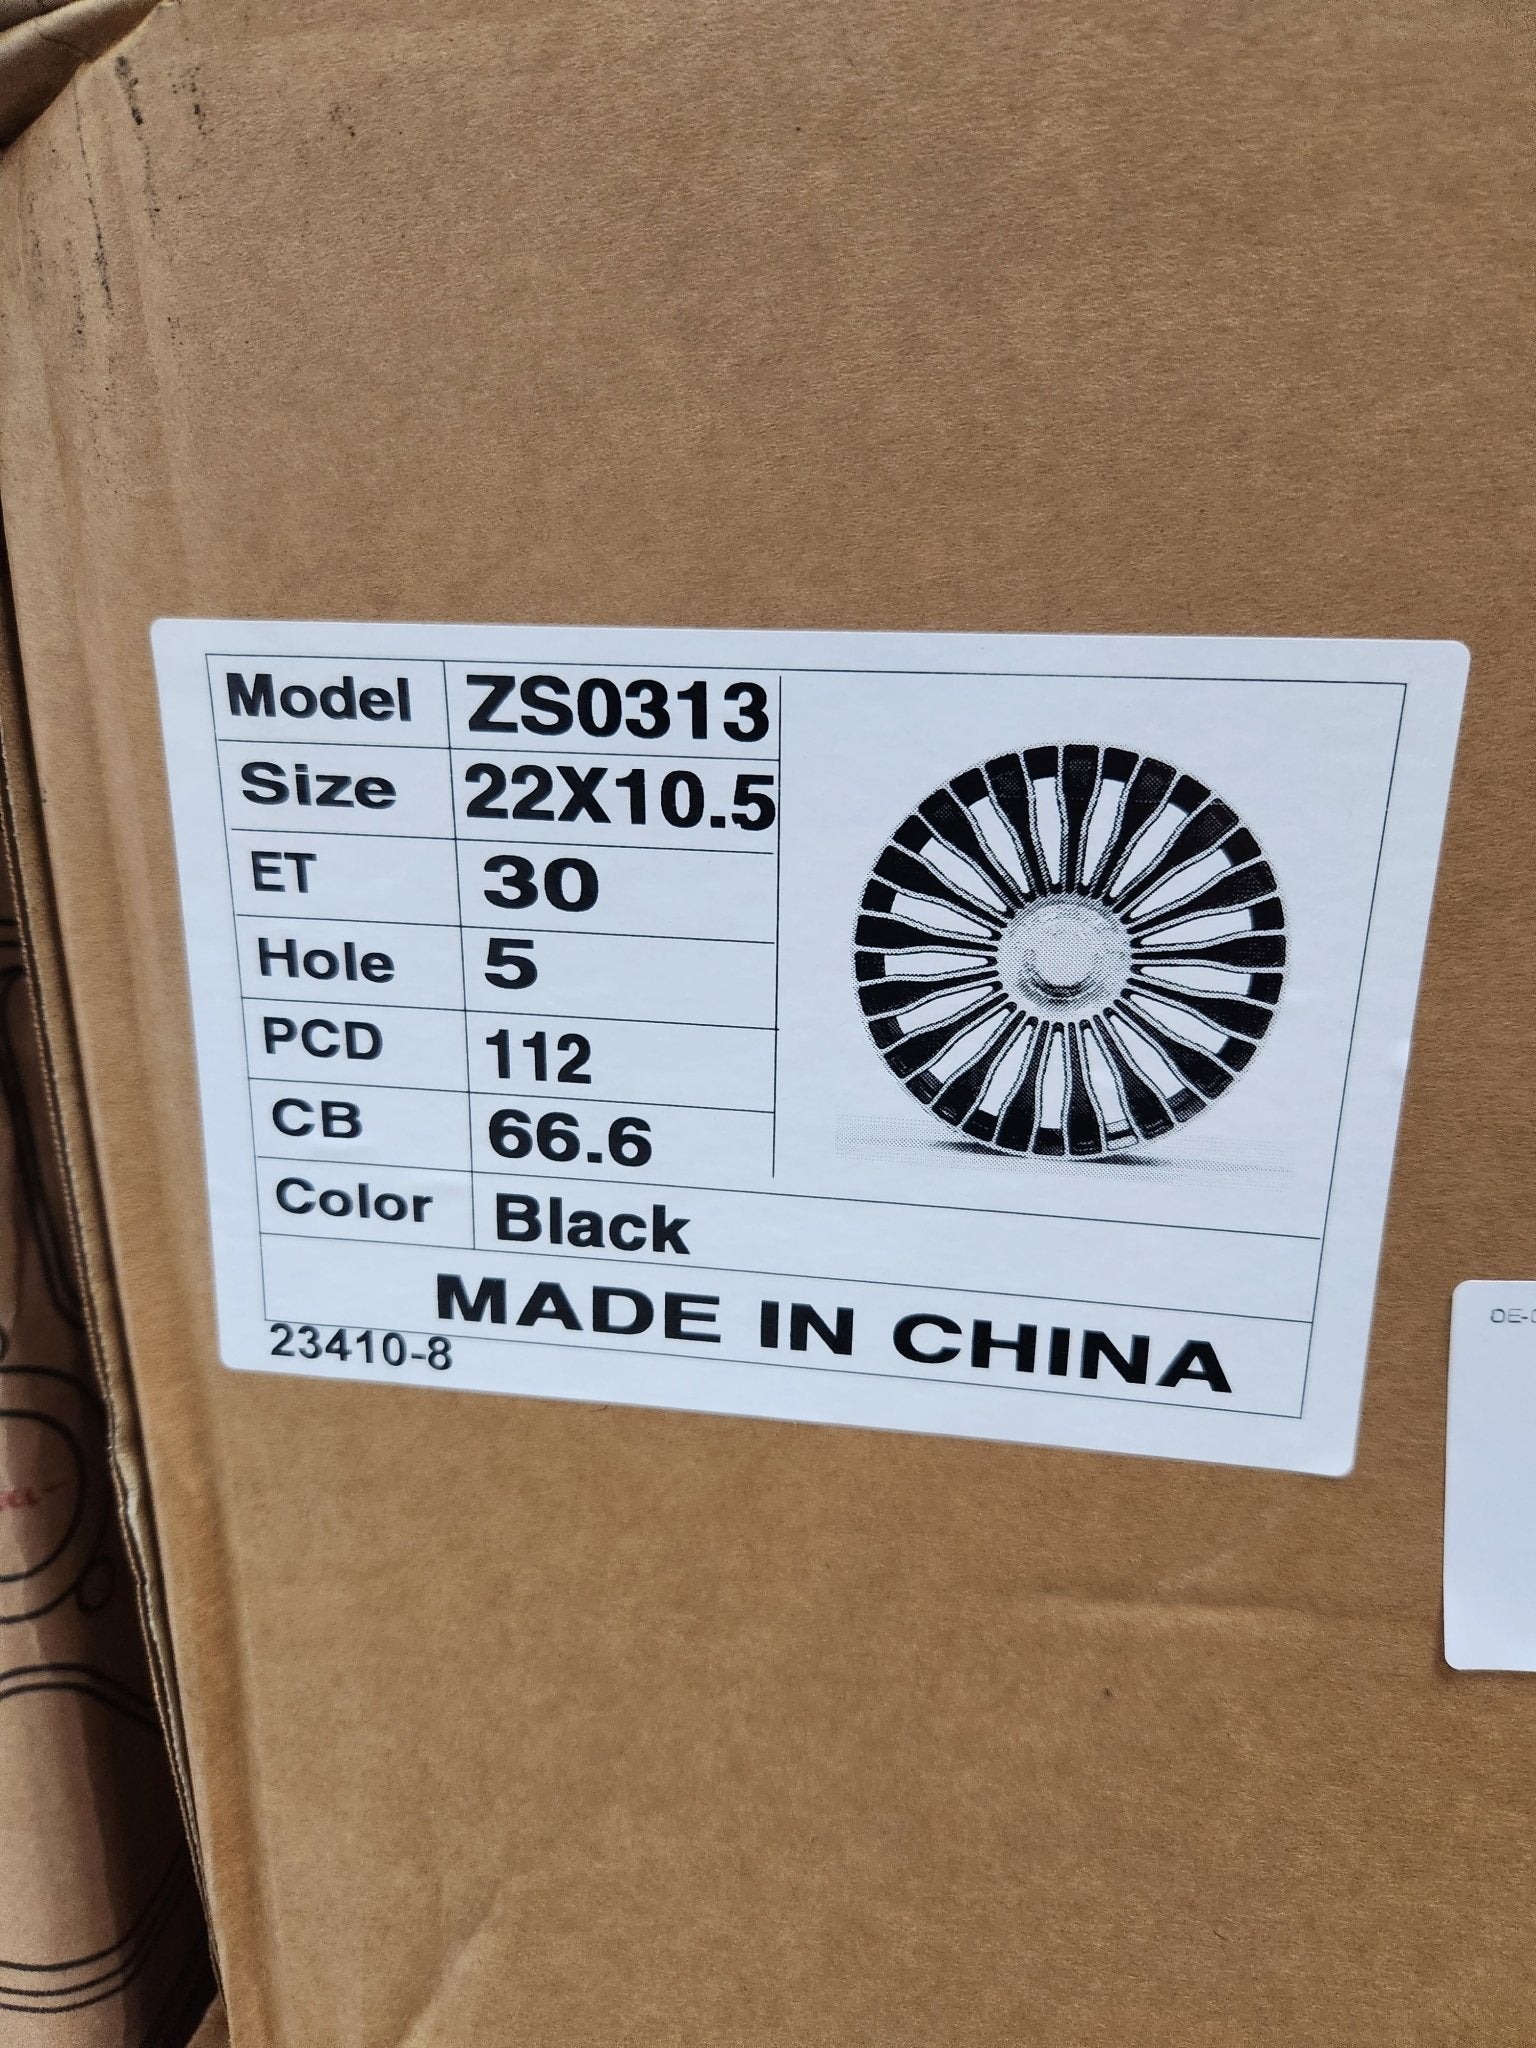 Model ZS0313
Size 22X10.5
ET 30
Hole 5
PCD 112
CB 66.6
Color Black
MADE IN CHINA
23410-8